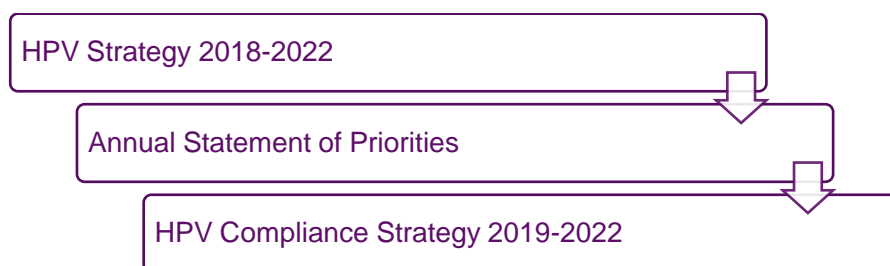 HPV Strategy 2018-2022
Annual Statement of Priorities
HPV Compliance Strategy 2019-2022